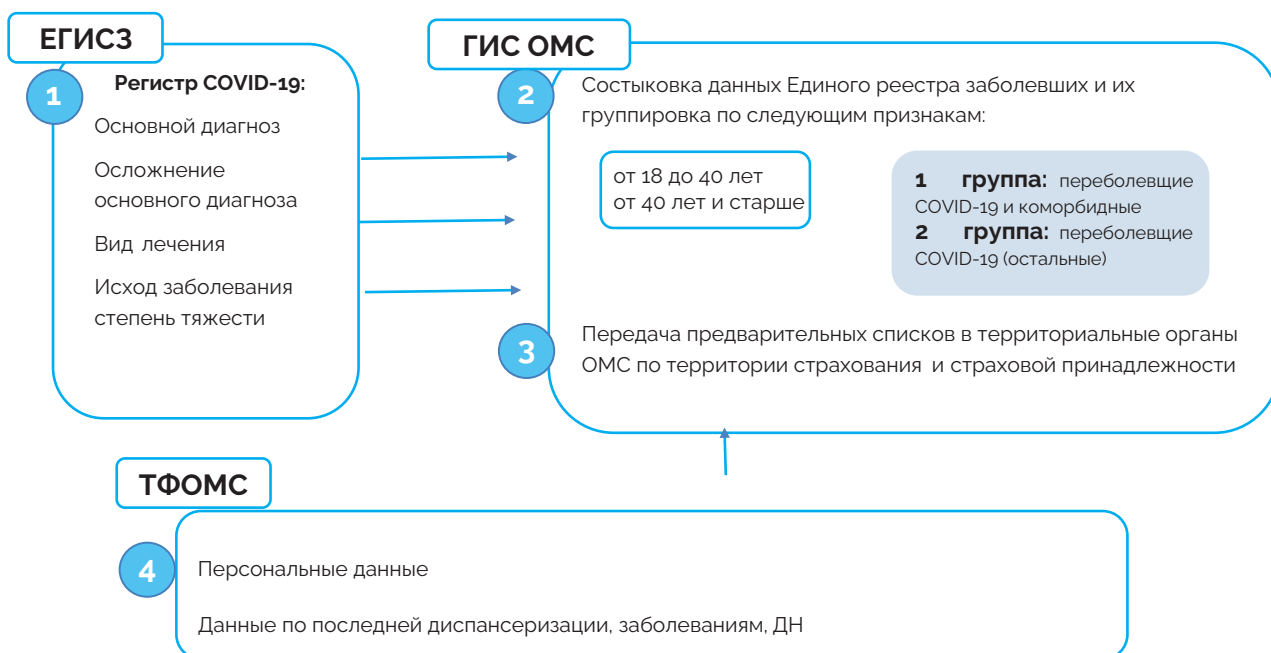 ЕГИСЗ
1
Регистр COVID-19:
Основной диагноз
Осложнение
основного диагноза
Вид лечения
Исход заболевания
степень тяжести
ГИС ОМС
2
Состыковка данных Единого реестра заболевших и их
группировка по следующим признакам:
от 18 до 40 лет
от 40 лет и старше
1 группа: переболевщие
COVID-19 и коморбидные
2 группа: переболевщие
COVID-19 (остальные)
3
Передача предварительных списков в территориальные органы
ОМС по территории страхования и страховой принадлежности
ТФОМС
4
Персональные данные
Данные по последней диспансеризации, заболеваниям, ДН